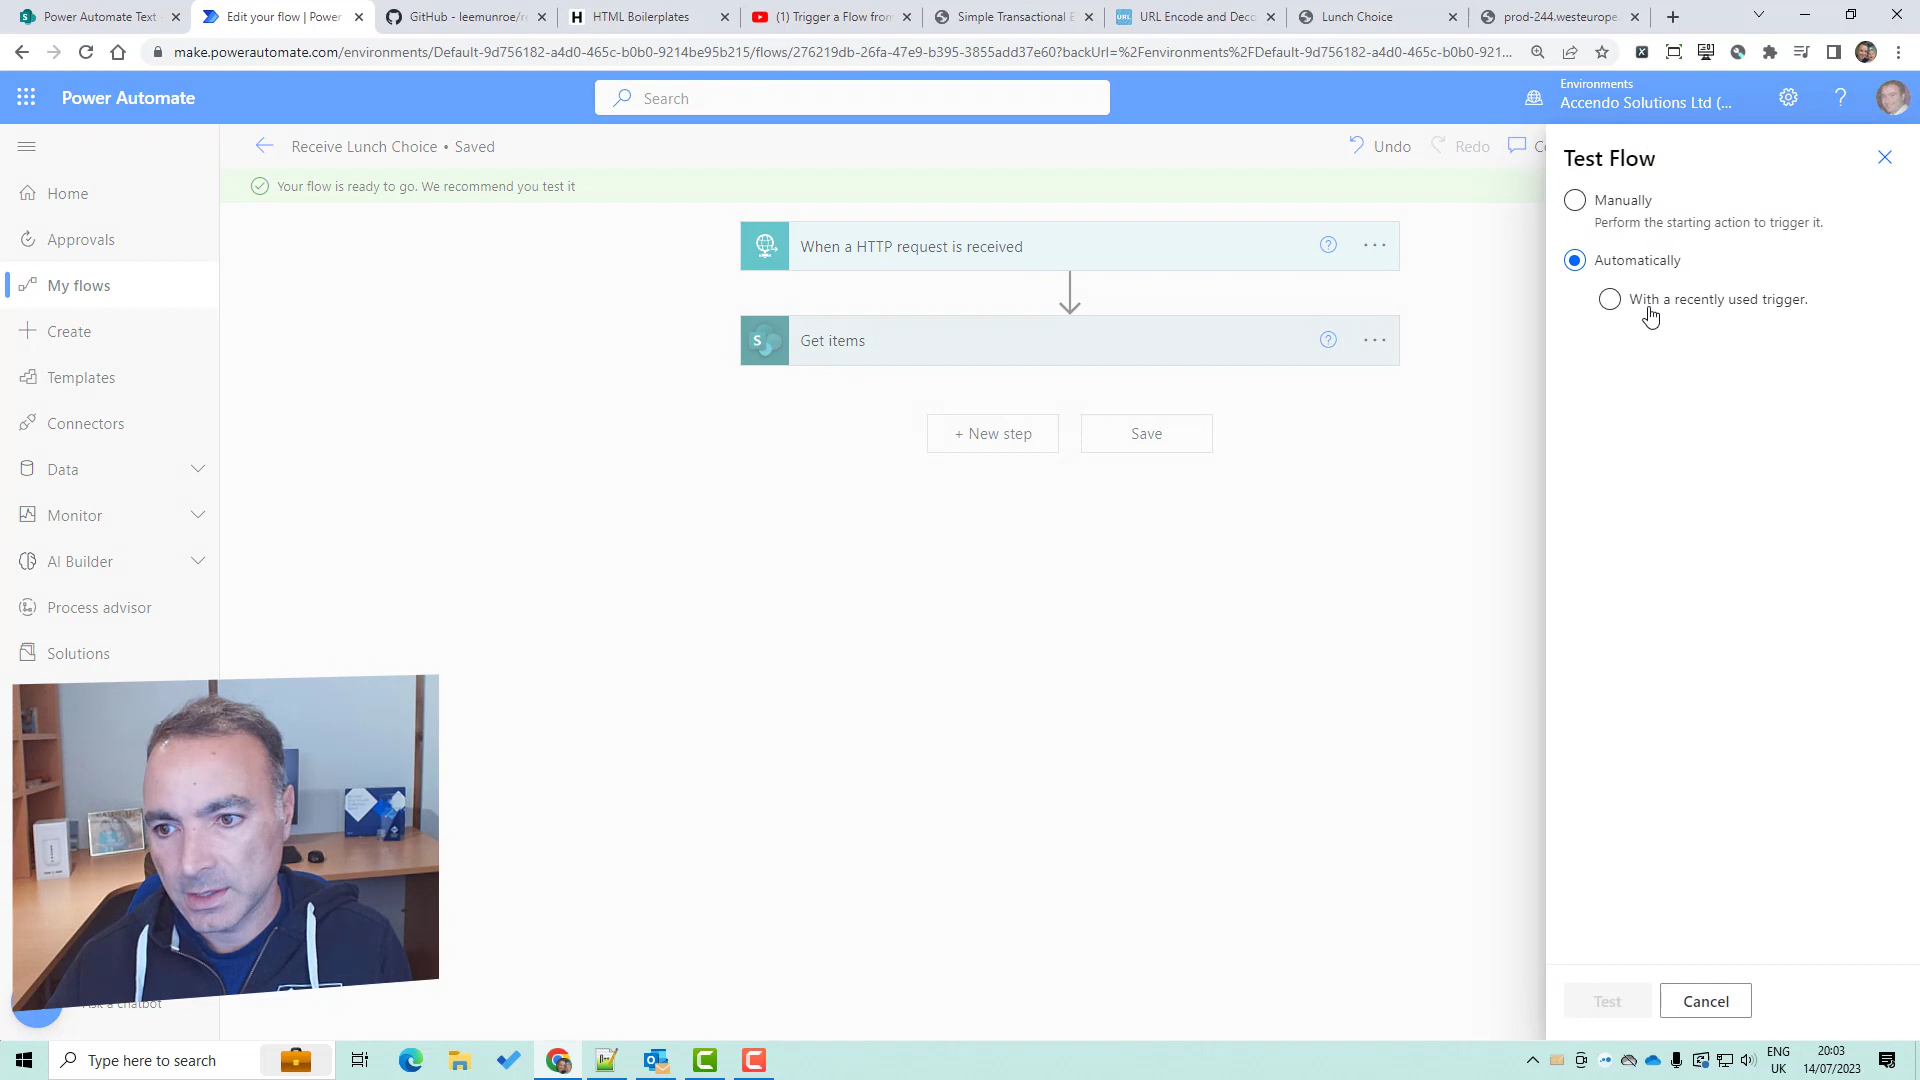 Power Automate Text
Edit your flow | Power
GitHub - leemunroe/re
HTML Boilerplates
(1) Trigger a Flow from
Simple Transactional E
URL Encode and Deco
Lunch Choice
prod-244.westeurope.
make.powerautomate.com/environments/Default-9d756182-a4d0-465c-b0b0-9214be95b215/flows/276219db-26fa-47e9-b395-3855add37e60?backUrl=%2Fenvironments%2FDefault-9d756182-a4d0-465c-b0b0-921...
Power Automate
Search
Environments
Accendo Solutions Ltd (...
Receive Lunch Choice • Saved
Undo
Redo
Your flow is ready to go. We recommend you test it
Home
Approvals
My flows
Create
Templates
Connectors
Data
Monitor
AI Builder
Process advisor
Solutions
When a HTTP request is received
Get items
+ New step
Save
Test Flow
Manually
Perform the starting action to trigger it.
Automatically
With a recently used trigger.
Test
Cancel
Ask a chatbot
Type here to search
ENG
UK
20:03
14/07/2023